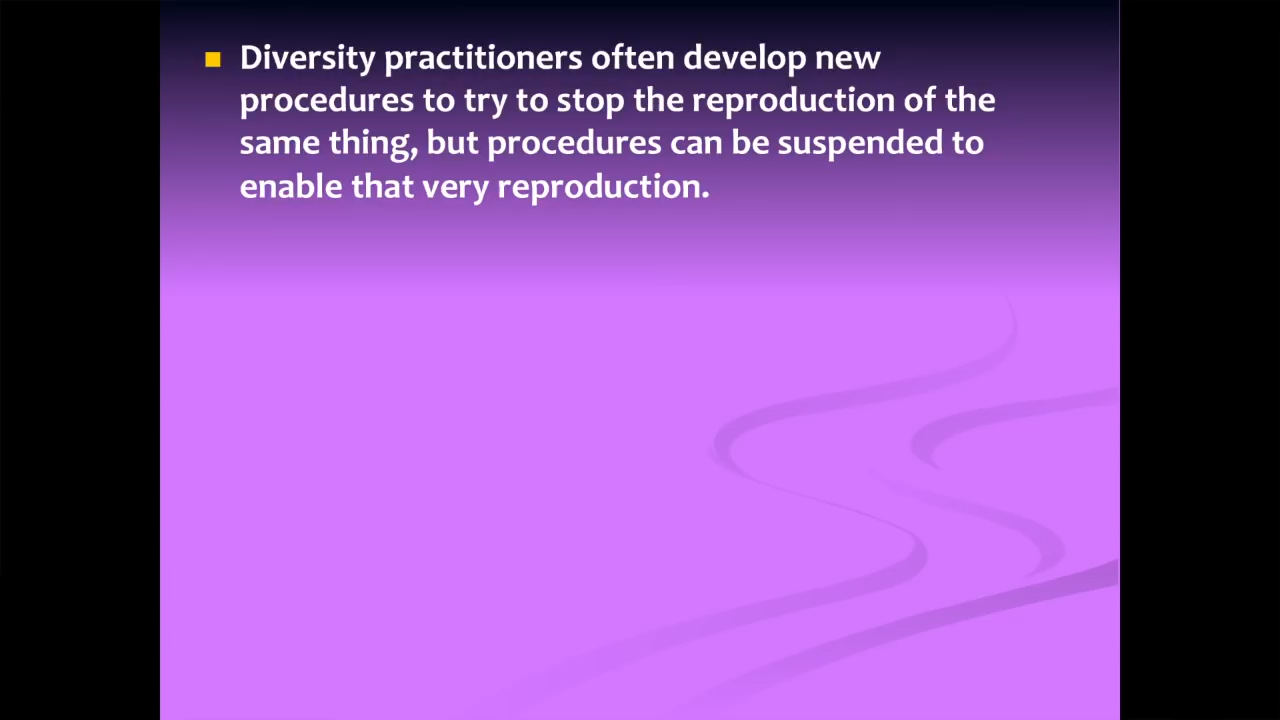 Diversity practitioners often develop new
procedures to try to stop the reproduction of the
same thing, but procedures can be suspended to
enable that very reproduction.